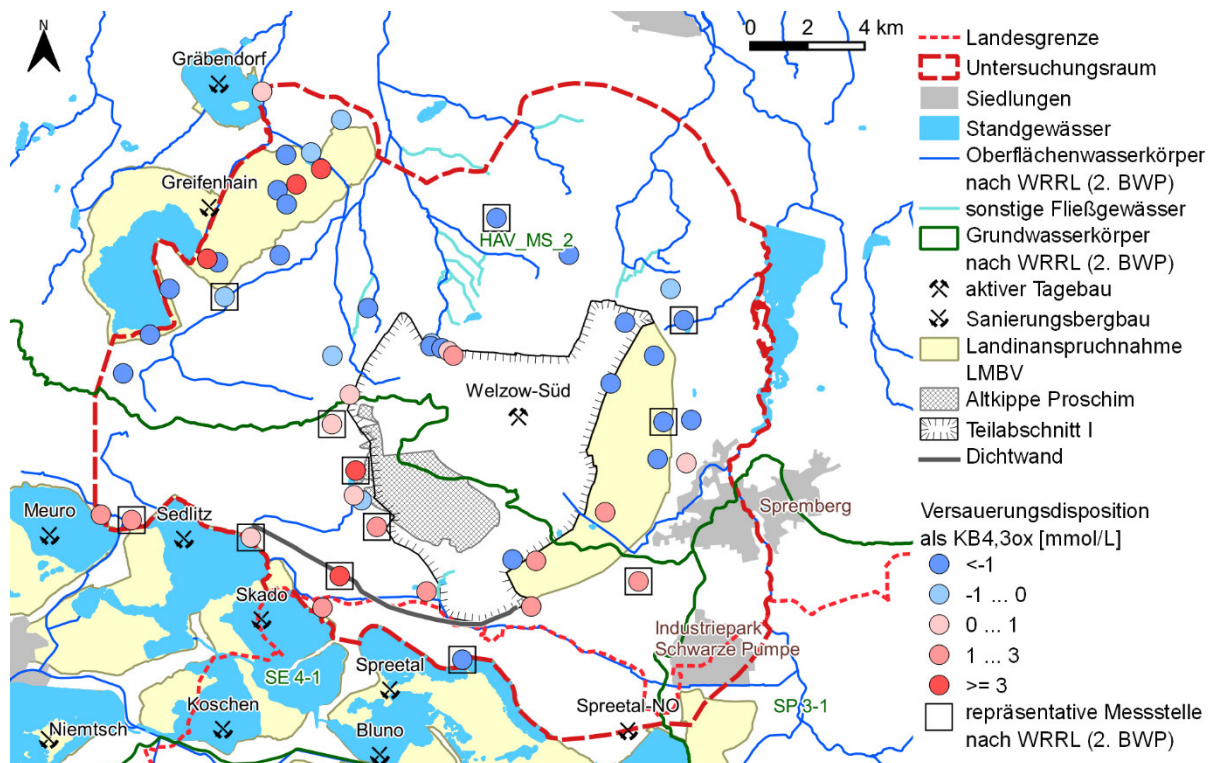 N
0 2 4 km
Gräbendorf
Greifenhain
HAV_MS_2
Welzow-Süd
Spremberg
Meuro
Sedlitz
Skado
Industriepark
Schwarze Pumpe
SE 4-1
Spreetal
Koschen
Spreetal-NO
SP 3-1
Niemtsch
Bluno
Landesgrenze
Untersuchungsraum
Siedlungen
Standgewässer
Oberflächenwasserkörper
nach WRRL (2. BWP)
sonstige Fließgewässer
Grundwasserkörper
nach WRRL (2. BWP)
aktiver Tagebau
Sanierungsbergbau
Landinanspruchnahme
LMBV
Altkippe Proschim
Teilabschnitt I
Dichtwand
Versauerungsdisposition
als KB4,3ox [mmol/L]
<-1
-1 ... 0
0 ... 1
1 ... 3
>= 3
repräsentative Messstelle
nach WRRL (2. BWP)